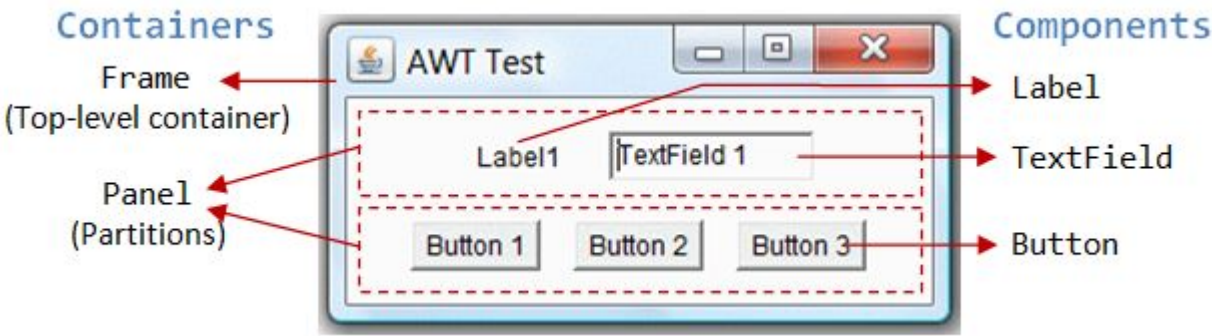 Containers
Components
AWT Test
Frame
(Top-level container)
Label
Label1
TextField 1
TextField
Panel
(Partitions)
Button 1
Button 2
Button 3
Button